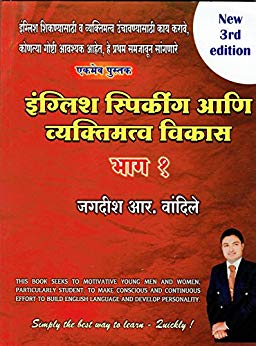 इंग्लिश शिकण्यासाठी व व्यक्तिमत्व उंचावण्यासाठी काय करावे,
कोणत्या गोष्टी आवश्यक आहेत, हे प्रथम समजावून सांगणारे
एकमेव पुस्तक
New
3rd
edition
इंग्लिश स्पिकींग आणि
व्यक्तिमत्व विकास
भाग १
जगदीश आर. वांदिले
THIS BOOK SEEKS TO MOTIVATIVE YOUNG MEN AND WOMEN,
PARTICULARLY STUDENT TO MAKE CONSCIOUS AND CONTINUOUS
EFFORT TO BUILD ENGLISH LANGUAGE AND DEVELOP PERSONALITY.
Simply the best way to learn - Quickly !